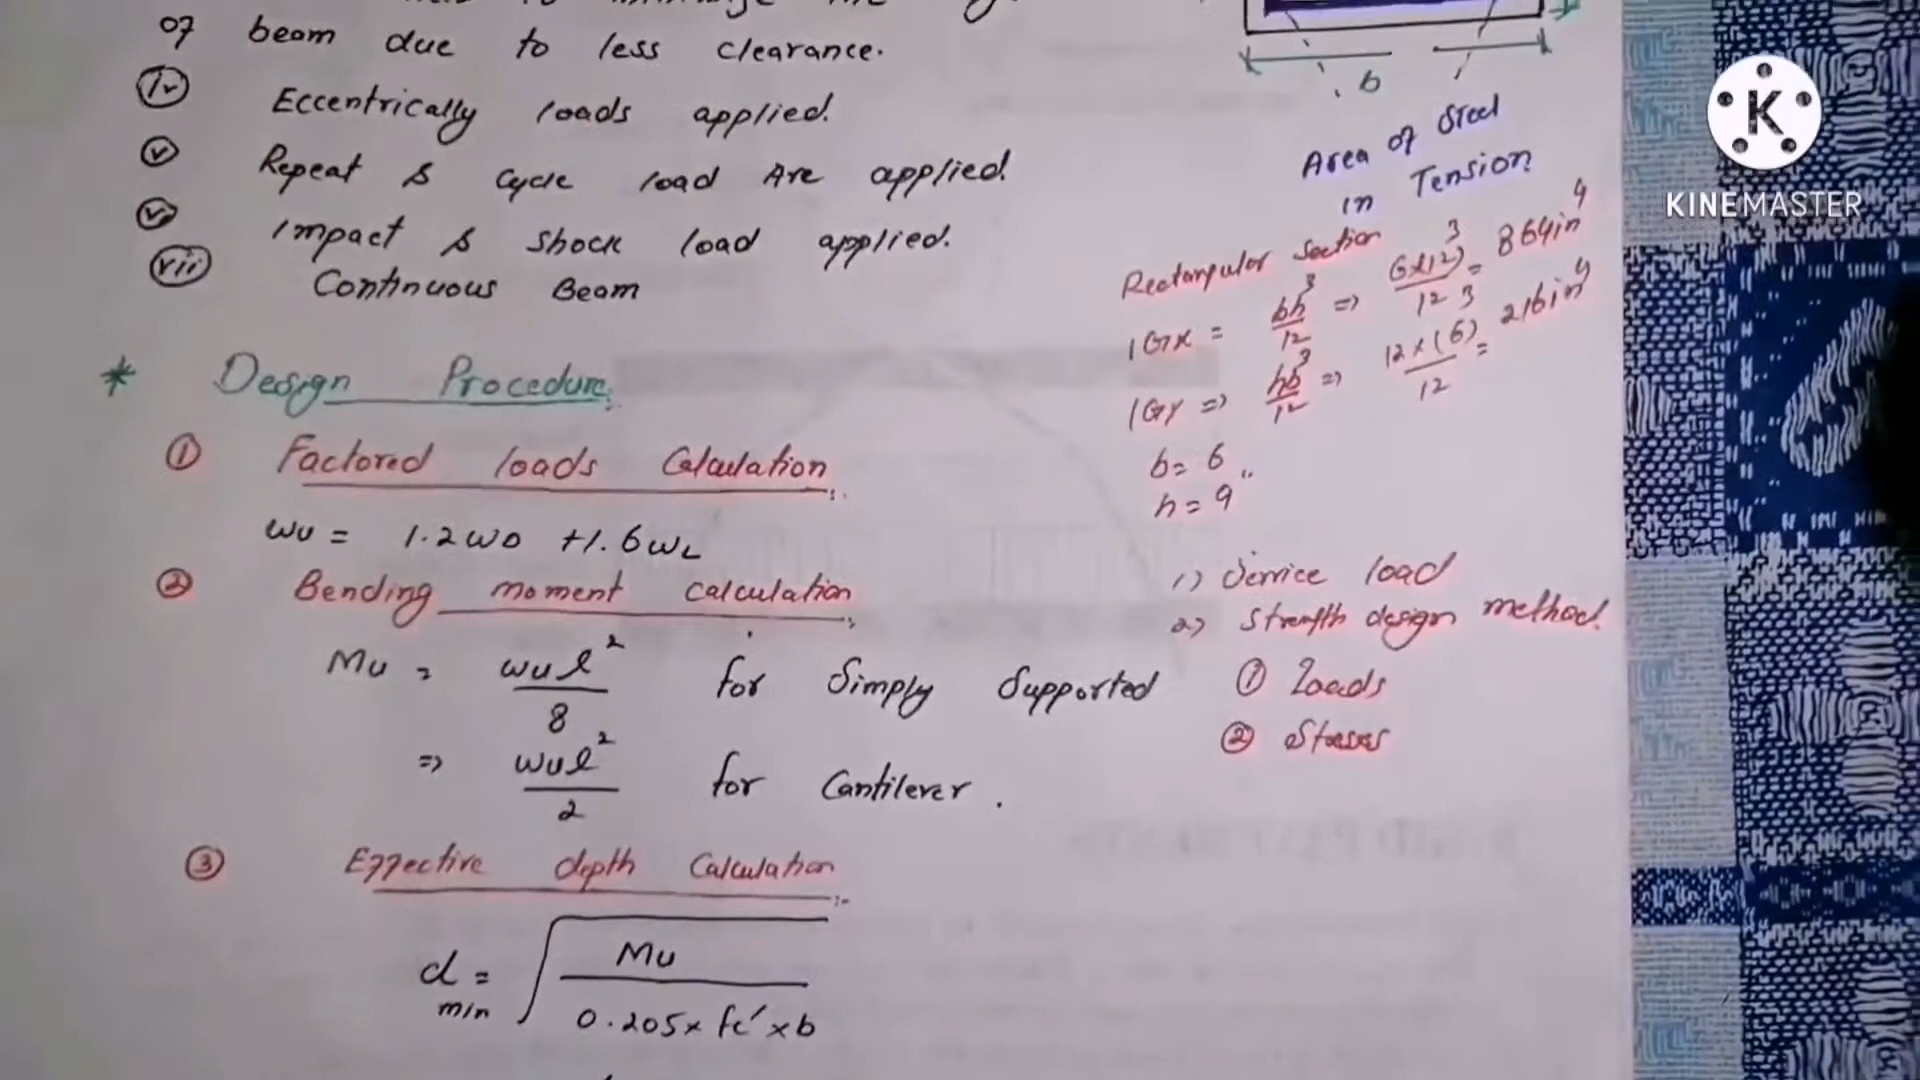 of beam due to less clearance.
iv Eccentrically loads applied.
v Repeat & cycle load Are applied.
v Impact & shock load applied.
vii Continuous Beam
* Design Procedure:
① Factored loads Calculation :-
wu = 1.2wD + 1.6wL
② Bending moment calculation :-
Mu = wul²/8 for Simply Supported
=> wul²/2 for Cantilever.
③ Effective depth Calculation :-
d min = √(Mu / 0.205 x fc' x b)
b
Area of Steel
in Tension
Rectangular Section
IGx = bh³/12 => 6x(12)³/12 = 864in⁴
IGy => hb³/12 => 12x(6)³/12 = 216in⁴
b = 6"
h = 9
1) Service load
2) Strength design method.
① Loads
② Stresses
K
KINEMASTER